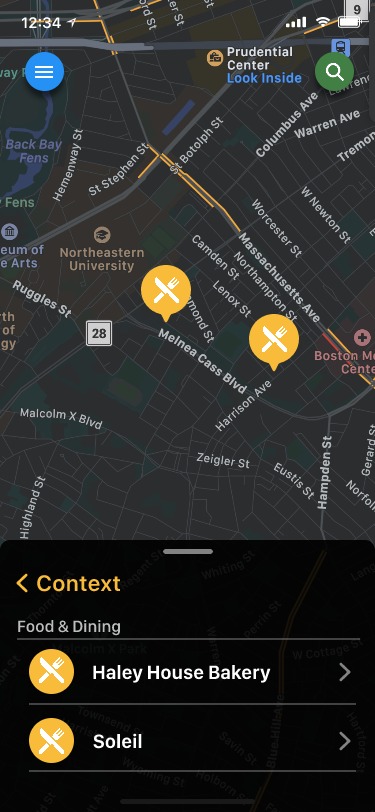 12:34
9
Prudential
Center
Look Inside
Columbus Ave
Warren Ave
Back Bay
Fens
Hemenway St
St Stephen St
St Botolph St
Fens
Northeastern
University
Ruggles St
Camden St
Lenox St
Worcester St
W Newton St
Massachusetts Ave
Northampton St
28
Melnea Cass Blvd
Harrison Ave
Malcolm X Blvd
Zeigler St
Eustis St
Hampden St
Highland St
Context
Food & Dining
Haley House Bakery
Soleil